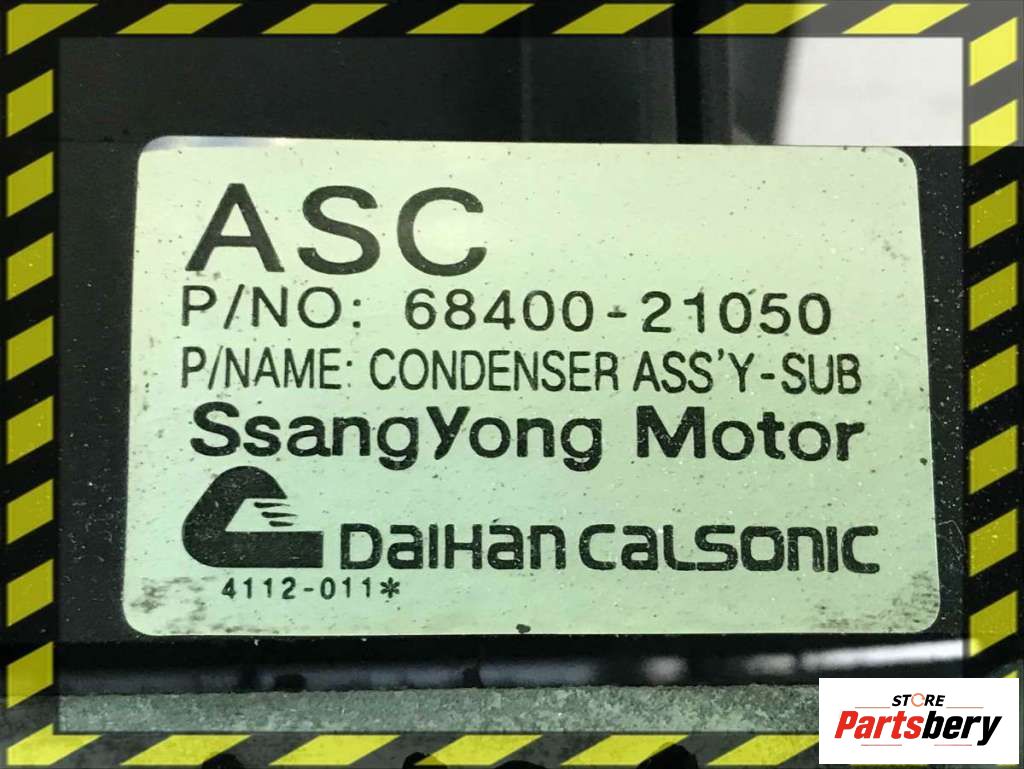 ASC
P/NO: 68400-21050
P/NAME: CONDENSER ASS'Y-SUB
SsangYong Motor
DaiHan CalSonic
4112-011*
STORE
Partsbery